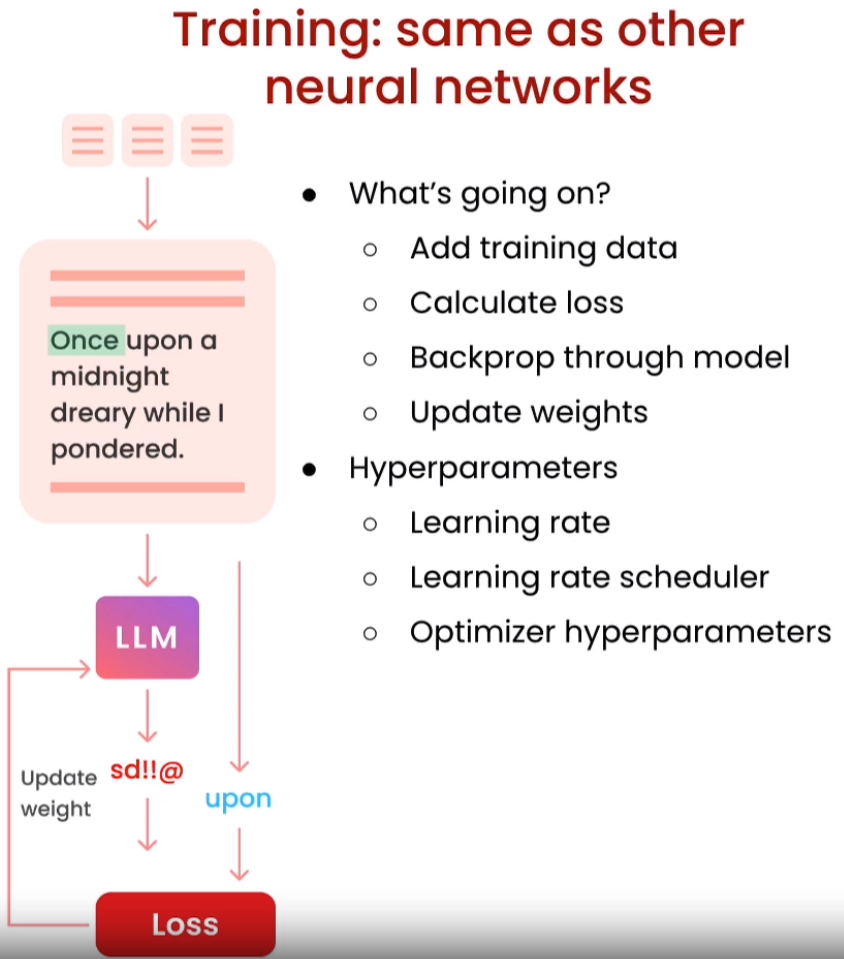 Training: same as other
neural networks
Once upon a
midnight
dreary while I
pondered.
LLM
Update
weight
sd!!@
upon
Loss
● What's going on?
○ Add training data
○ Calculate loss
○ Backprop through model
○ Update weights
● Hyperparameters
○ Learning rate
○ Learning rate scheduler
○ Optimizer hyperparameters